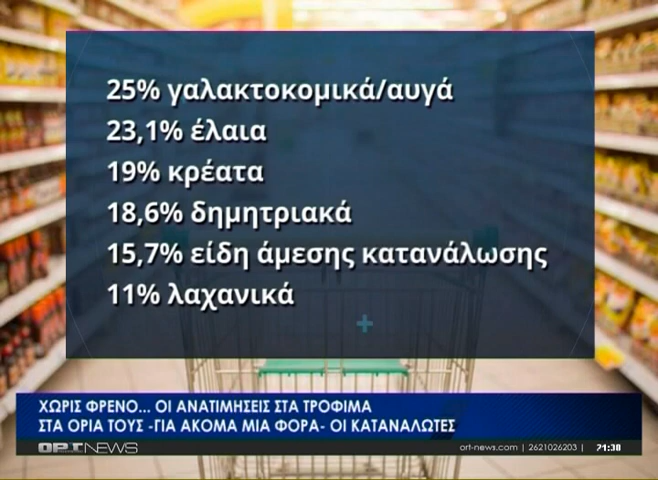 25% γαλακτοκομικά/αυγά
23,1% έλαια
19% κρέατα
18,6% δημητριακά
15,7% είδη άμεσης κατανάλωσης
11% λαχανικά
ΧΩΡΙΣ ΦΡΕΝΟ... ΟΙ ΑΝΑΤΙΜΗΣΕΙΣ ΣΤΑ ΤΡΟΦΙΜΑ
ΣΤΑ ΟΡΙΑ ΤΟΥΣ -ΓΙΑ ΑΚΟΜΑ ΜΙΑ ΦΟΡΑ- ΟΙ ΚΑΤΑΝΑΛΩΤΕΣ
ORT NEWS ort-news.com | 2621026203 | 21:30